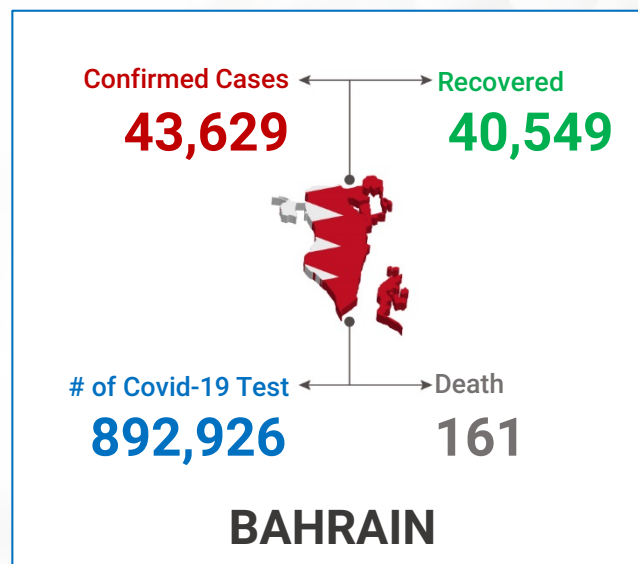 Confirmed Cases
43,629
Recovered
40,549
# of Covid-19 Test
892,926
Death
161
BAHRAIN